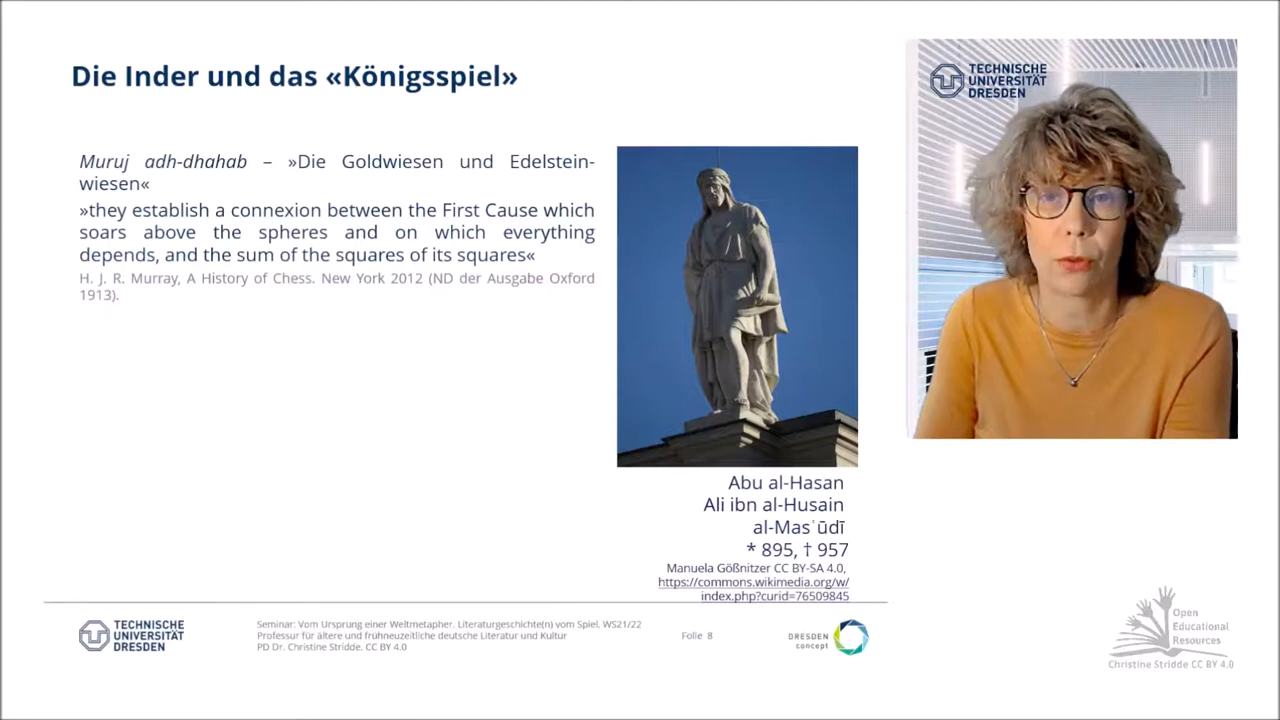 Die Inder und das «Königsspiel»
Muruj adh-dhahab – »Die Goldwiesen und Edelstein-
wiesen«
»they establish a connexion between the First Cause which
soars above the spheres and on which everything
depends, and the sum of the squares of its squares«
H. J. R. Murray, A History of Chess. New York 2012 (ND der Ausgabe Oxford
1913).
Abu al-Hasan
Ali ibn al-Husain
al-Masʿūdī
* 895, † 957
Manuela Gößnitzer CC BY-SA 4.0,
https://commons.wikimedia.org/w/
index.php?curid=76509845
TECHNISCHE
UNIVERSITÄT
DRESDEN
TECHNISCHE
UNIVERSITÄT
DRESDEN
Seminar: Vom Ursprung einer Weltmetapher. Literaturgeschichte(n) vom Spiel, WS21/22
Professur für ältere und frühneuzeitliche deutsche Literatur und Kultur
PD Dr. Christine Stridde. CC BY 4.0
Folie 8
DRESDEN
concept
Open
Educational
Resources
Christine Stridde CC BY 4.0